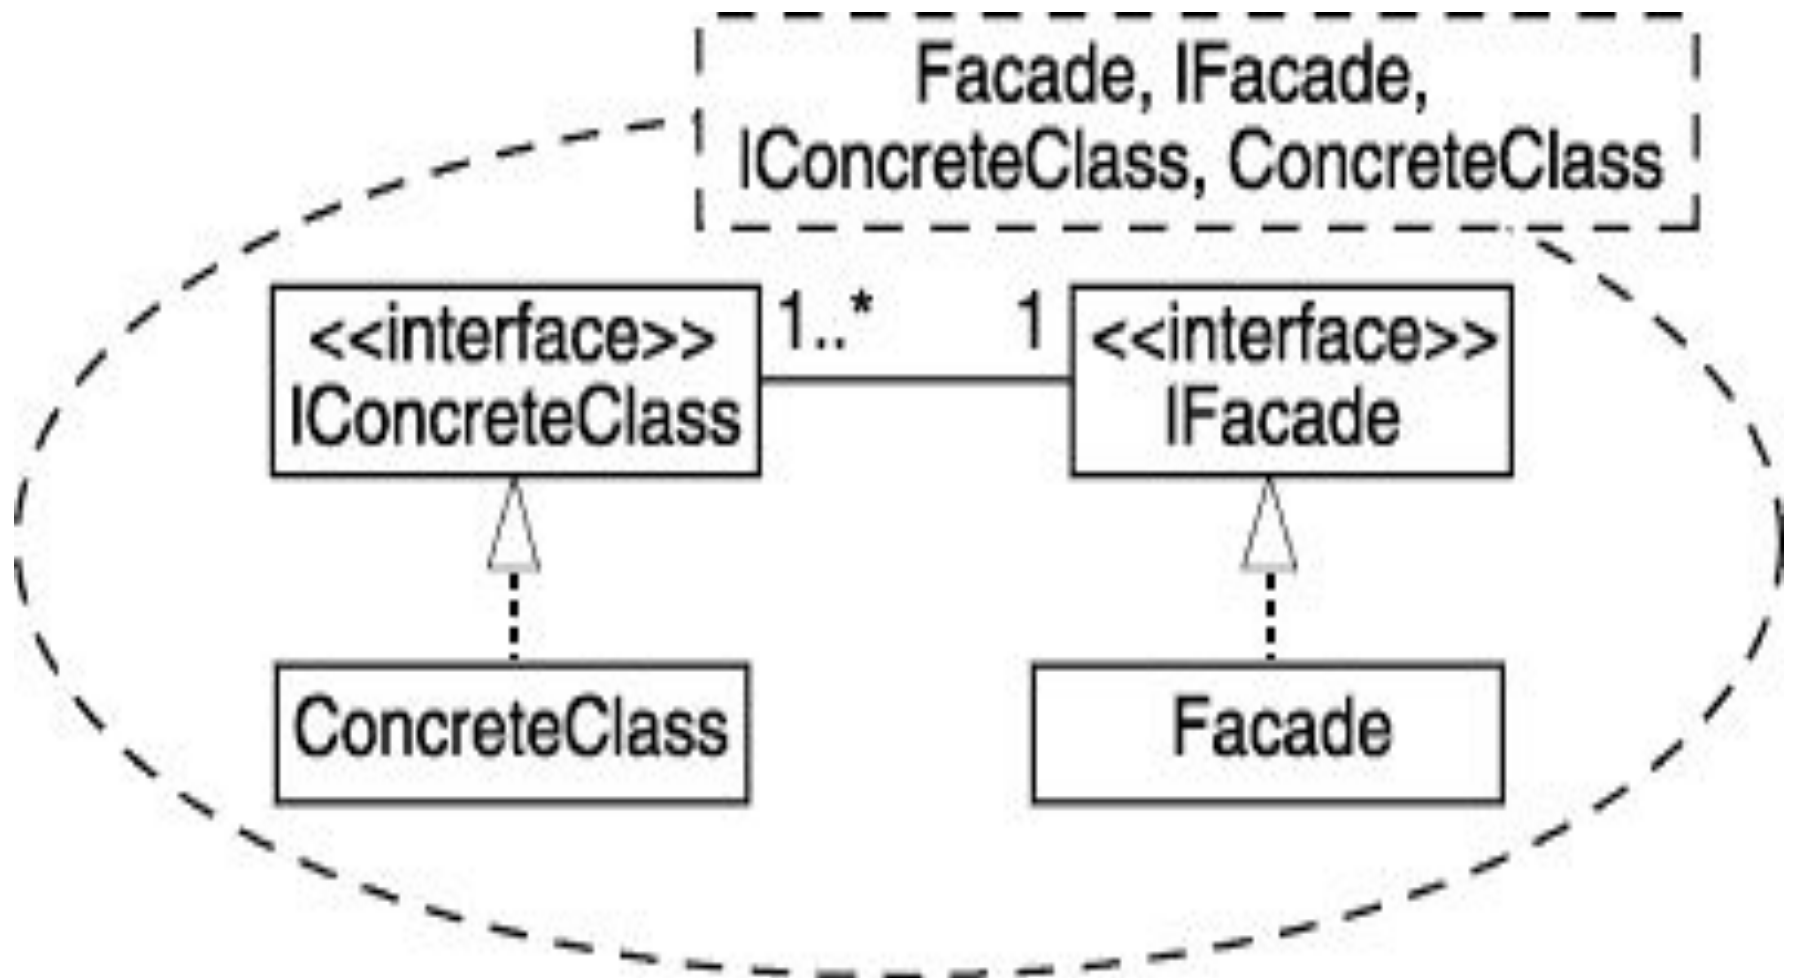 Facade, IFacade,
IConcreteClass, ConcreteClass
<<interface>>
IConcreteClass
1..*
1
<<interface>>
IFacade
ConcreteClass
Facade